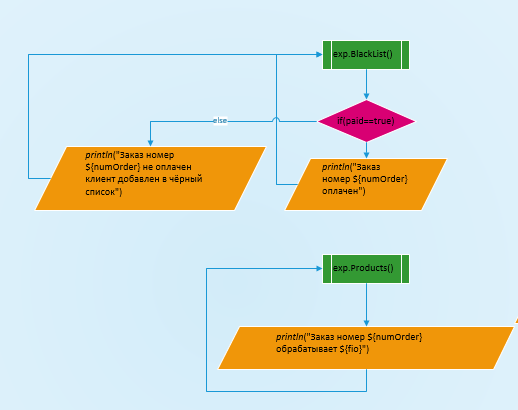 exp.BlackList()
else
if(paid==true)
println("Заказ номер
${numOrder} не оплачен
клиент добавлен в чёрный
список")
println("Заказ
номер ${numOrder}
оплачен")
exp.Products()
println("Заказ номер ${numOrder}
обрабатывает ${fio}")